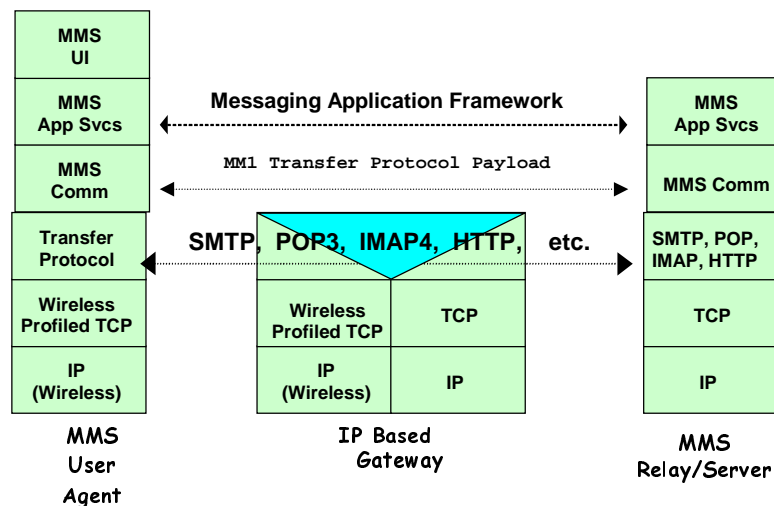 MMS
UI
MMS
App Svcs
Messaging Application Framework
MMS
App Svcs
MMS
Comm
MM1 Transfer Protocol Payload
MMS Comm
Transfer
Protocol
SMTP, POP3, IMAP4, HTTP, etc.
SMTP, POP,
IMAP, HTTP
Wireless
Profiled TCP
Wireless
Profiled TCP
TCP
TCP
IP
(Wireless)
IP
(Wireless)
IP
IP
MMS
User
Agent
IP Based
Gateway
MMS
Relay/Server